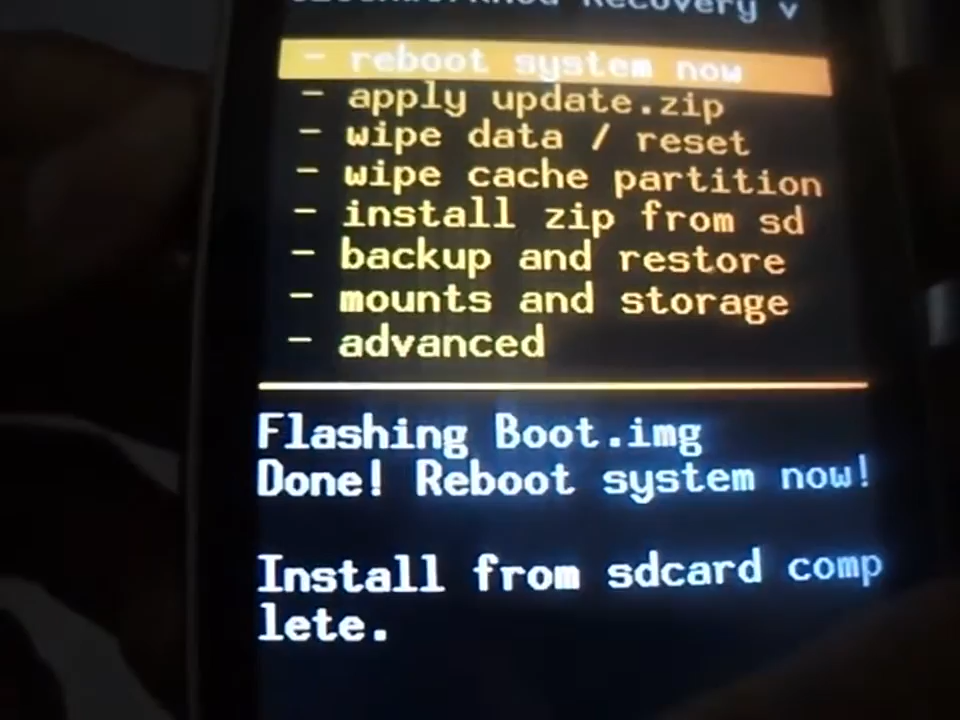 Recovery v
- reboot system now
- apply update.zip
- wipe data / reset
- wipe cache partition
- install zip from sd
- backup and restore
- mounts and storage
- advanced
Flashing Boot.img
Done! Reboot system now!
Install from sdcard comp
lete.